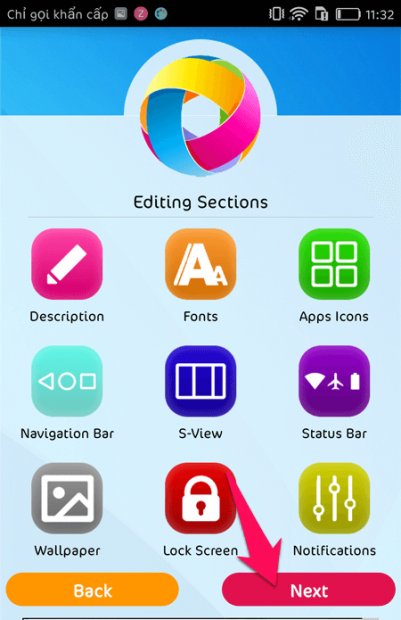 Chỉ gọi khẩn cấp Z 11:32
Editing Sections
Description Fonts Apps Icons
Navigation Bar S-View Status Bar
Wallpaper Lock Screen Notifications
Back Next